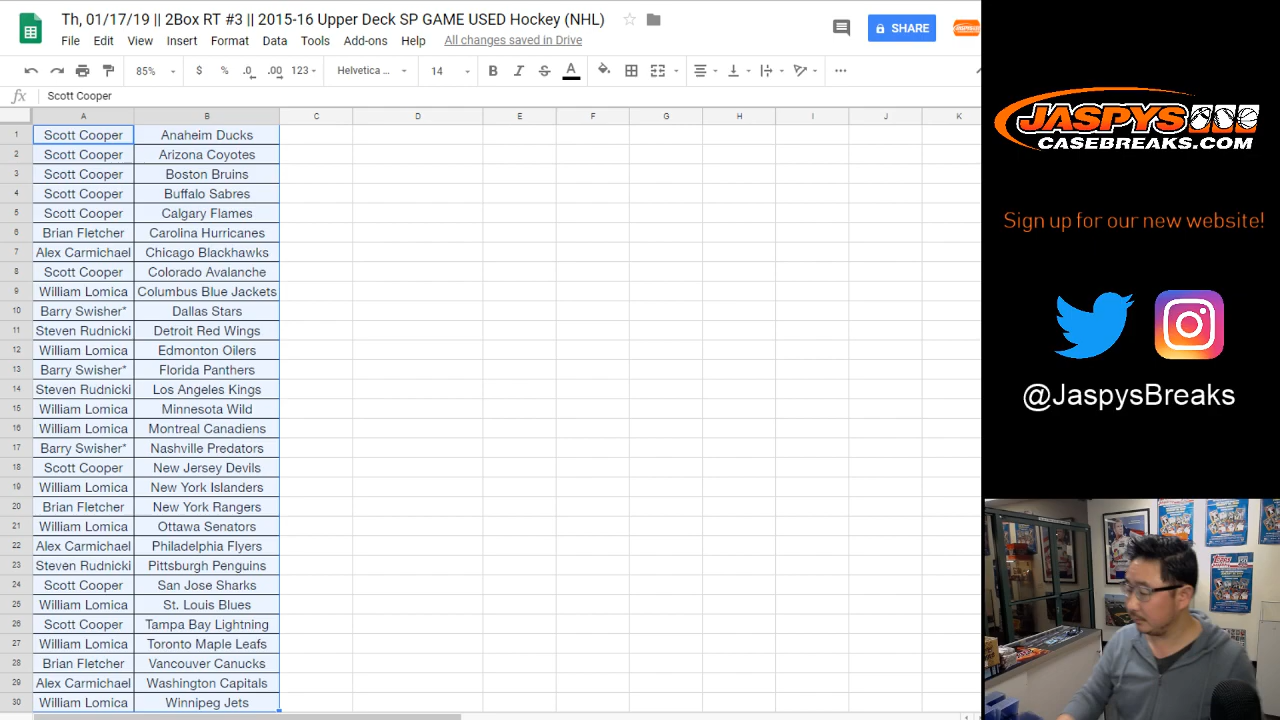 Th, 01/17/19 || 2Box RT #3 || 2015-16 Upper Deck SP GAME USED Hockey (NHL)
File Edit View Insert Format Data Tools Add-ons Help All changes saved in Drive
SHARE
85% $ % .0 .00 123 Helvetica ... 14 B I S A
fx Scott Cooper
A B C D E F G H I J K
1 Scott Cooper Anaheim Ducks
2 Scott Cooper Arizona Coyotes
3 Scott Cooper Boston Bruins
4 Scott Cooper Buffalo Sabres
5 Scott Cooper Calgary Flames
6 Brian Fletcher Carolina Hurricanes
7 Alex Carmichael Chicago Blackhawks
8 Scott Cooper Colorado Avalanche
9 William Lomica Columbus Blue Jackets
10 Barry Swisher* Dallas Stars
11 Steven Rudnicki Detroit Red Wings
12 William Lomica Edmonton Oilers
13 Barry Swisher* Florida Panthers
14 Steven Rudnicki Los Angeles Kings
15 William Lomica Minnesota Wild
16 William Lomica Montreal Canadiens
17 Barry Swisher* Nashville Predators
18 Scott Cooper New Jersey Devils
19 William Lomica New York Islanders
20 Brian Fletcher New York Rangers
21 William Lomica Ottawa Senators
22 Alex Carmichael Philadelphia Flyers
23 Steven Rudnicki Pittsburgh Penguins
24 Scott Cooper San Jose Sharks
25 William Lomica St. Louis Blues
26 Scott Cooper Tampa Bay Lightning
27 William Lomica Toronto Maple Leafs
28 Brian Fletcher Vancouver Canucks
29 Alex Carmichael Washington Capitals
30 William Lomica Winnipeg Jets
JASPYS
CASEBREAKS.COM
Sign up for our new website!
@JaspysBreaks